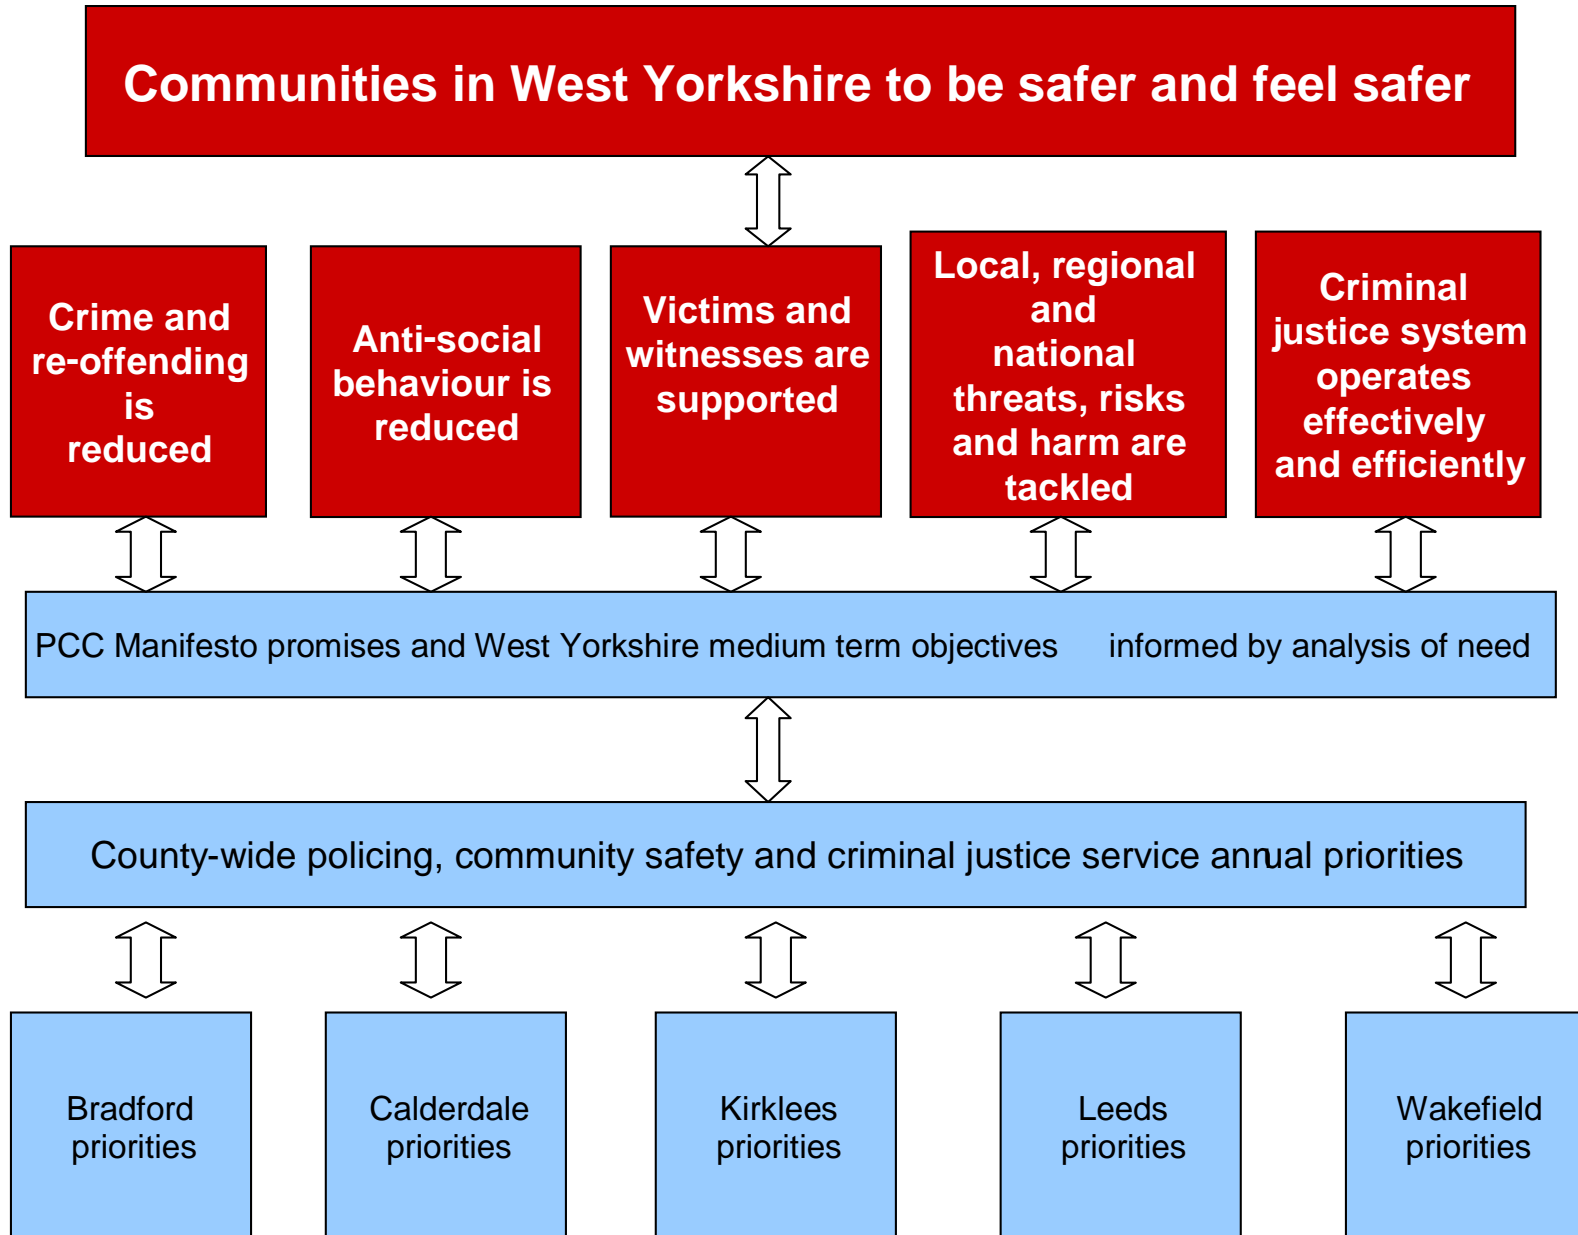 Communities in West Yorkshire to be safer and feel safer
Crime and
re-offending
is
reduced
Anti-social
behaviour is
reduced
Victims and
witnesses are
supported
Local, regional
and
national
threats, risks
and harm are
tackled
Criminal
justice system
operates
effectively
and efficiently
PCC Manifesto promises and West Yorkshire medium term objectives informed by analysis of need
County-wide policing, community safety and criminal justice service annual priorities
Bradford
priorities
Calderdale
priorities
Kirklees
priorities
Leeds
priorities
Wakefield
priorities